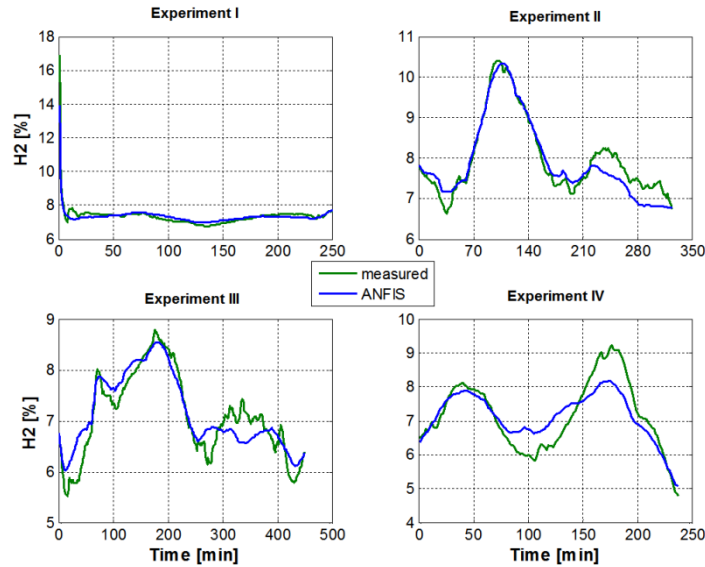 Experiment I
Experiment II
H2 [%]
18
16
14
12
10
8
6
0 50 100 150 200 250
11
10
9
8
7
6
0 70 140 210 280 350
measured
ANFIS
Experiment III
Experiment IV
H2 [%]
9
8
7
6
5
0 100 200 300 400 500
Time [min]
10
9
8
7
6
5
4
0 50 100 150 200 250
Time [min]